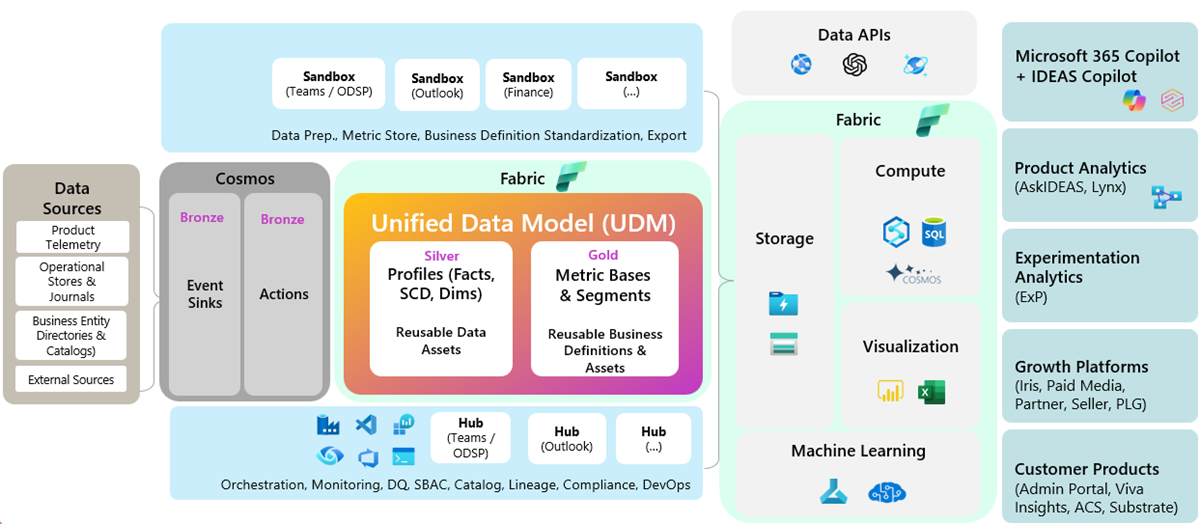 Sandbox
(Teams / ODSP)
Sandbox
(Outlook)
Sandbox
(Finance)
Sandbox
(...)
Data Prep., Metric Store, Business Definition Standardization, Export
Data
Sources
Product
Telemetry
Operational
Stores &
Journals
Business Entity
Directories &
Catalogs)
External Sources
Cosmos
Bronze
Event
Sinks
Bronze
Actions
Fabric
Unified Data Model (UDM)
Silver
Profiles (Facts,
SCD, Dims)
Reusable Data
Assets
Gold
Metric Bases
& Segments
Reusable Business
Definitions &
Assets
Hub
(Teams /
ODSP)
Hub
(Outlook)
Hub
(...)
Orchestration, Monitoring, DQ, SBAC, Catalog, Lineage, Compliance, DevOps
Data APIs
Fabric
Storage
Compute
SQL
COSMOS
Visualization
Machine Learning
Microsoft 365 Copilot
+ IDEAS Copilot
Product Analytics
(AskIDEAS, Lynx)
Experimentation
Analytics
(ExP)
Growth Platforms
(Iris, Paid Media,
Partner, Seller, PLG)
Customer Products
(Admin Portal, Viva
Insights, ACS, Substrate)